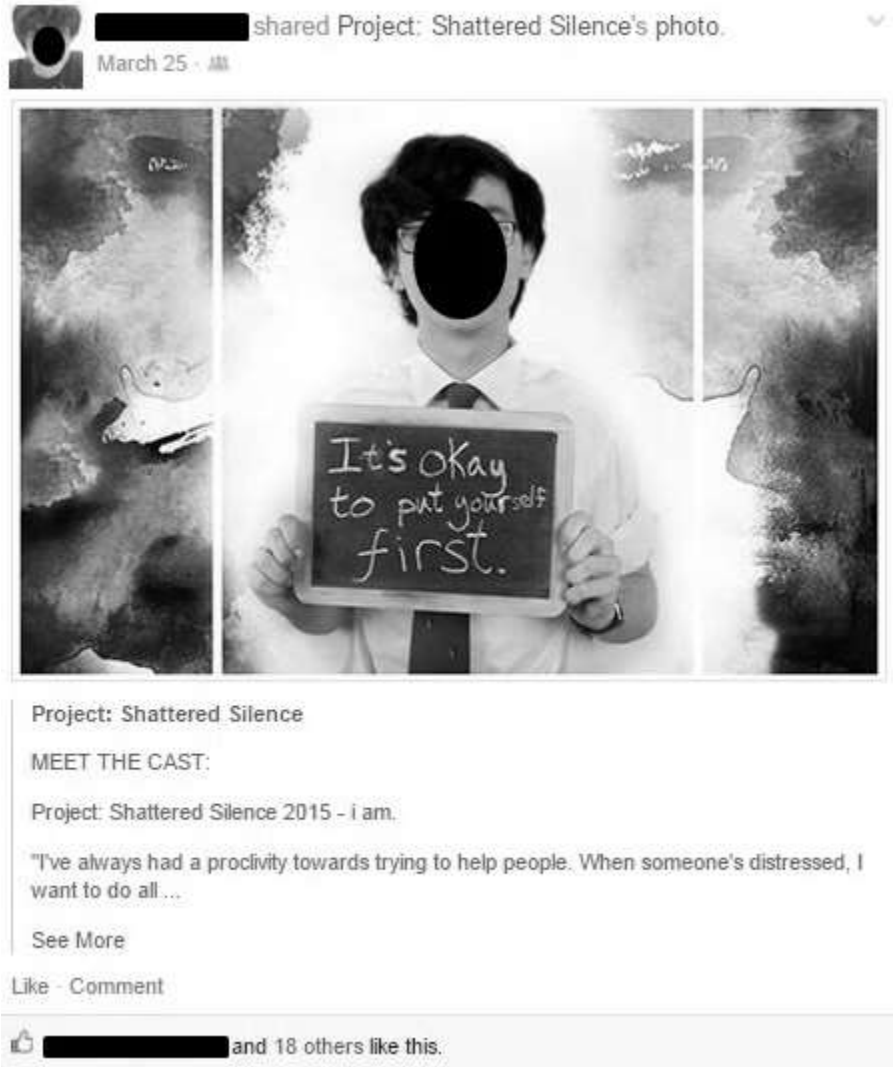 shared Project: Shattered Silence's photo.
March 25
It's okay
to put yourself
first.
Project: Shattered Silence
MEET THE CAST:
Project: Shattered Silence 2015 - i am.
"I've always had a proclivity towards trying to help people. When someone's distressed, I
want to do all ...
See More
Like · Comment
and 18 others like this.